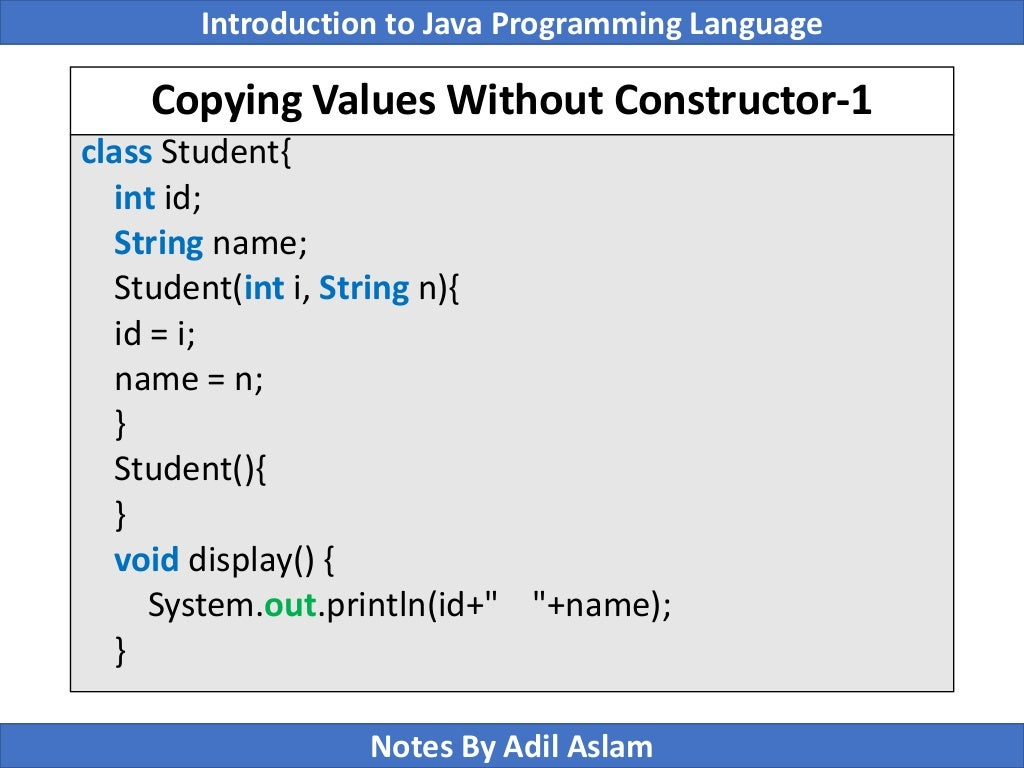 Introduction to Java Programming Language
Copying Values Without Constructor-1
class Student{
int id;
String name;
Student(int i, String n){
id = i;
name = n;
}
Student(){
}
void display() {
System.out.println(id+"    "+name);
}
Notes By Adil Aslam